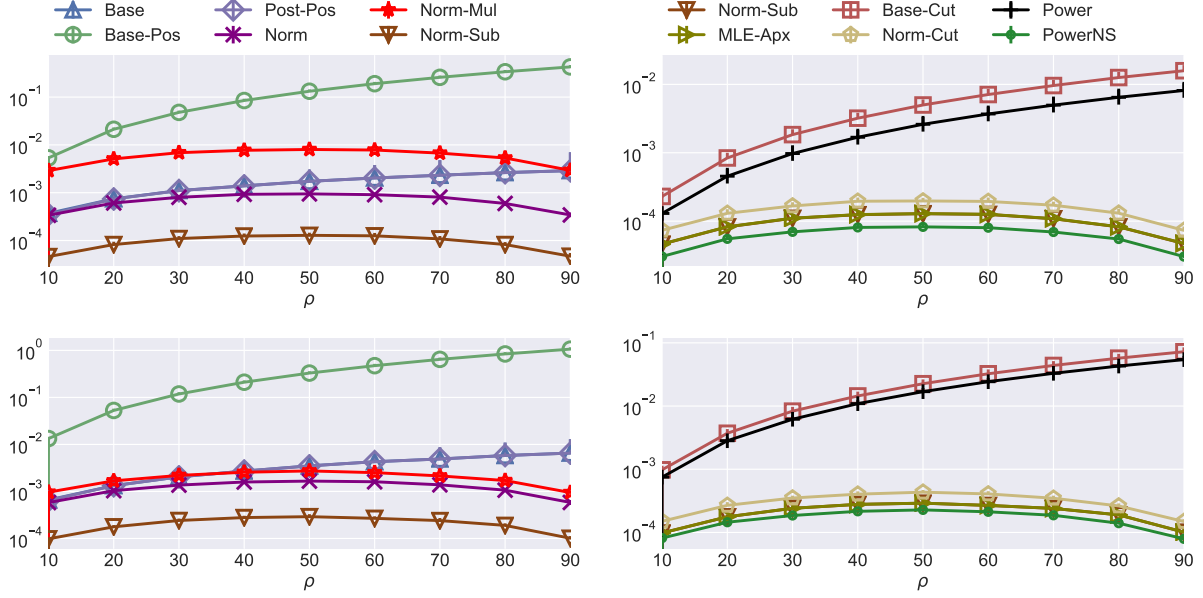 Base Post-Pos Norm-Mul
Base-Pos Norm Norm-Sub
Norm-Sub Base-Cut Power
MLE-Apx Norm-Cut PowerNS
10⁻¹
10⁻²
10⁻³
10⁻⁴
10 20 30 40 50 60 70 80 90
ρ
10⁻²
10⁻³
10⁻⁴
10 20 30 40 50 60 70 80 90
ρ
10⁰
10⁻¹
10⁻²
10⁻³
10⁻⁴
10 20 30 40 50 60 70 80 90
ρ
10⁻¹
10⁻²
10⁻³
10⁻⁴
10 20 30 40 50 60 70 80 90
ρ